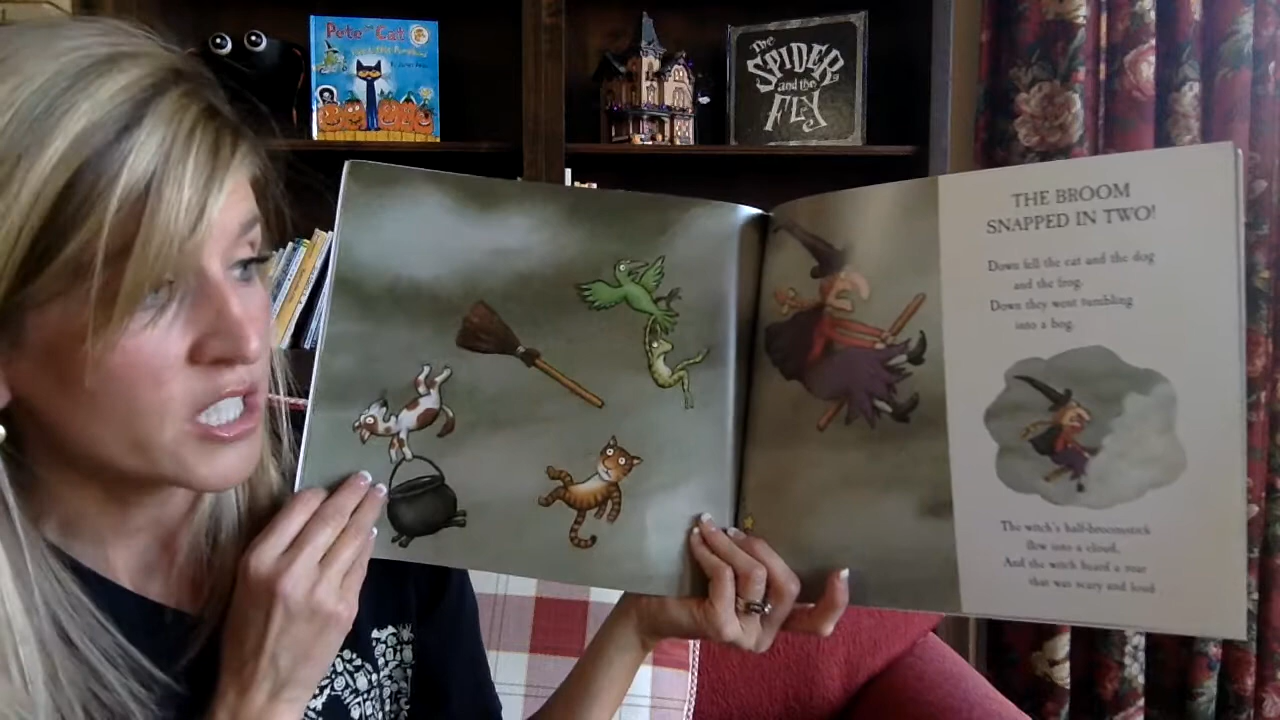 Pete the Cat
The
SPIDER
and the
FLY
THE BROOM
SNAPPED IN TWO!
Down fell the cat and the dog
and the frog.
Down they went tumbling
into a bog.
The witch's half-broomstick
flew into a cloud,
And the witch heard a roar
that was scary and loud